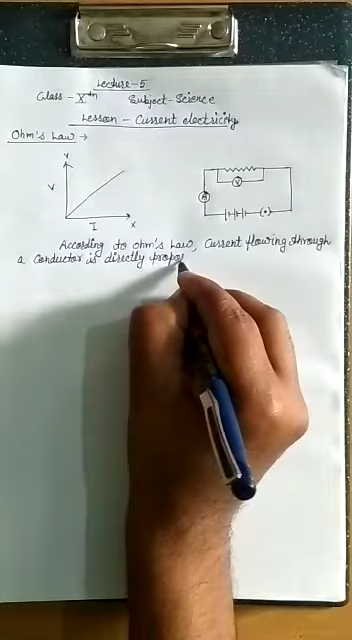 Lecture-5
Class - Xth Subject-Science
Lesson - Current electricity
Ohm's Law →
Y
V
I
X
V
A
According to ohm's Law, Current flowing through
a Conductor is directly propo